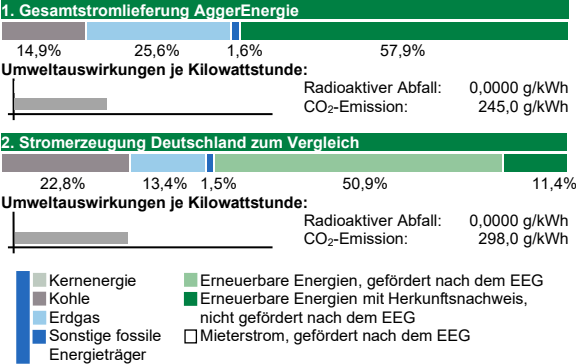 1. Gesamtstromlieferung AggerEnergie
14,9% 25,6% 1,6% 57,9%
Umweltauswirkungen je Kilowattstunde:
Radioaktiver Abfall: 0,0000 g/kWh
CO₂-Emission: 245,0 g/kWh
2. Stromerzeugung Deutschland zum Vergleich
22,8% 13,4% 1,5% 50,9% 11,4%
Umweltauswirkungen je Kilowattstunde:
Radioaktiver Abfall: 0,0000 g/kWh
CO₂-Emission: 298,0 g/kWh
Kernenergie
Kohle
Erdgas
Sonstige fossile
Energieträger
Erneuerbare Energien, gefördert nach dem EEG
Erneuerbare Energien mit Herkunftsnachweis,
nicht gefördert nach dem EEG
Mieterstrom, gefördert nach dem EEG